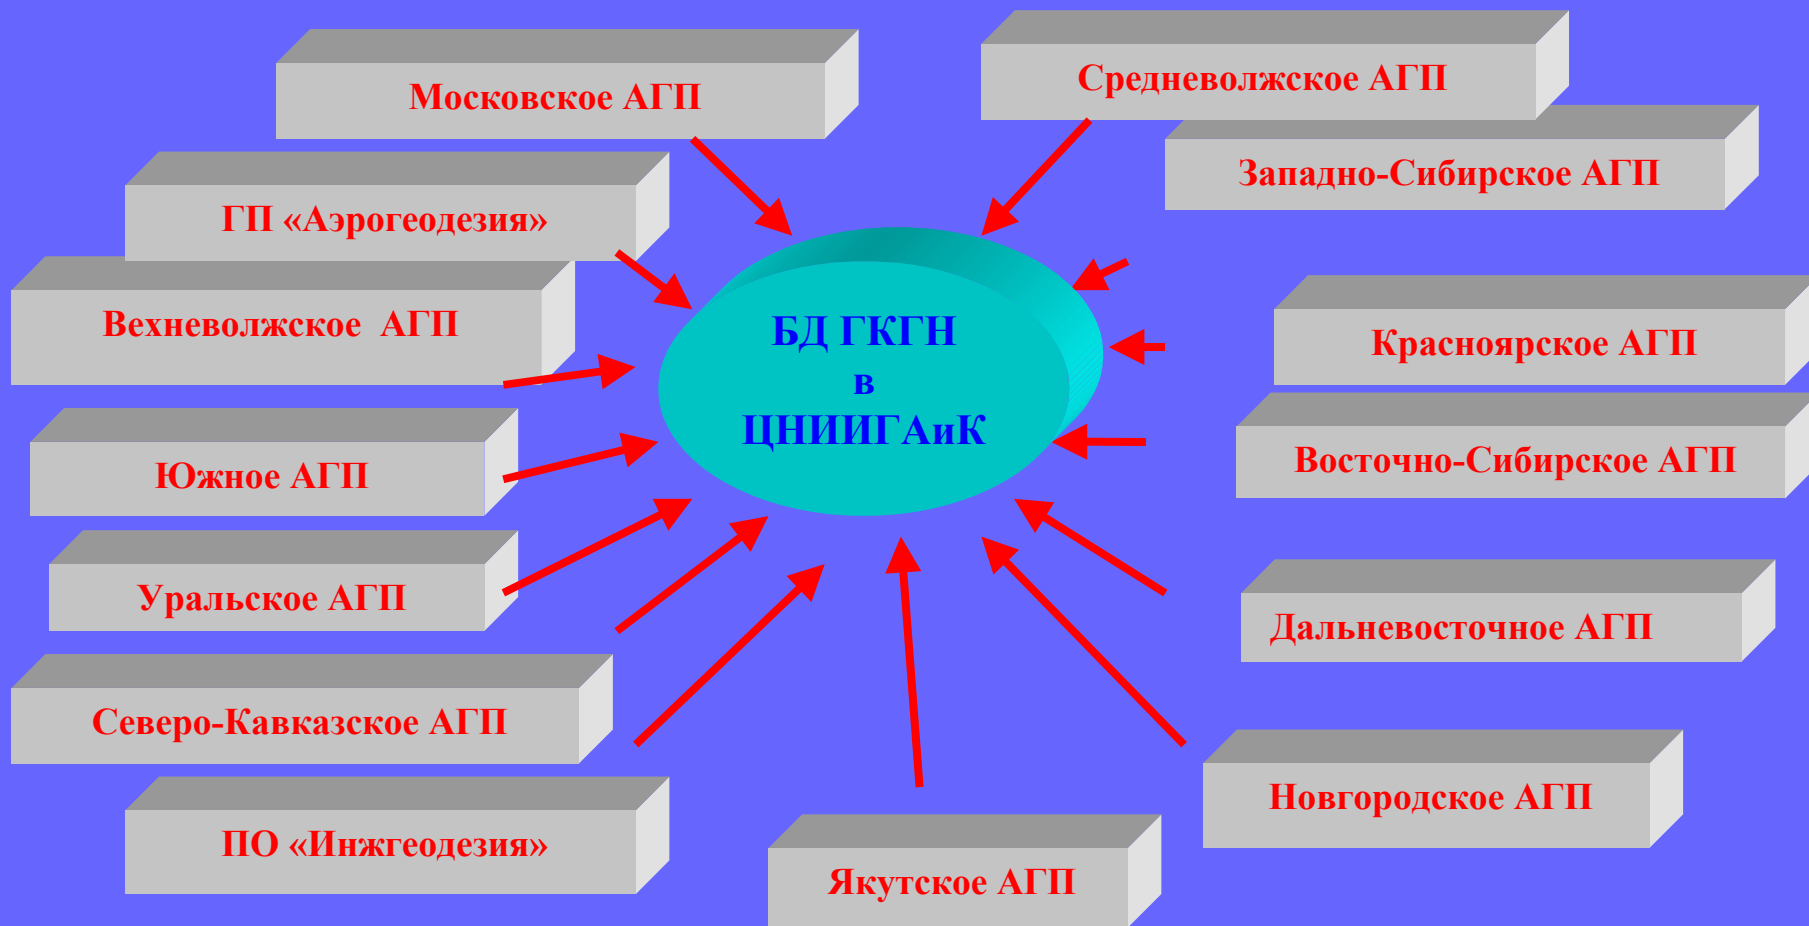 Московское АГП
Средневолжское АГП
Западно-Сибирское АГП
ГП «Аэрогеодезия»
Вехневолжское АГП
БД ГКГН
в
ЦНИИГАиК
Красноярское АГП
Южное АГП
Восточно-Сибирское АГП
Уральское АГП
Дальневосточное АГП
Северо-Кавказское АГП
Новгородское АГП
ПО «Инжгеодезия»
Якутское АГП